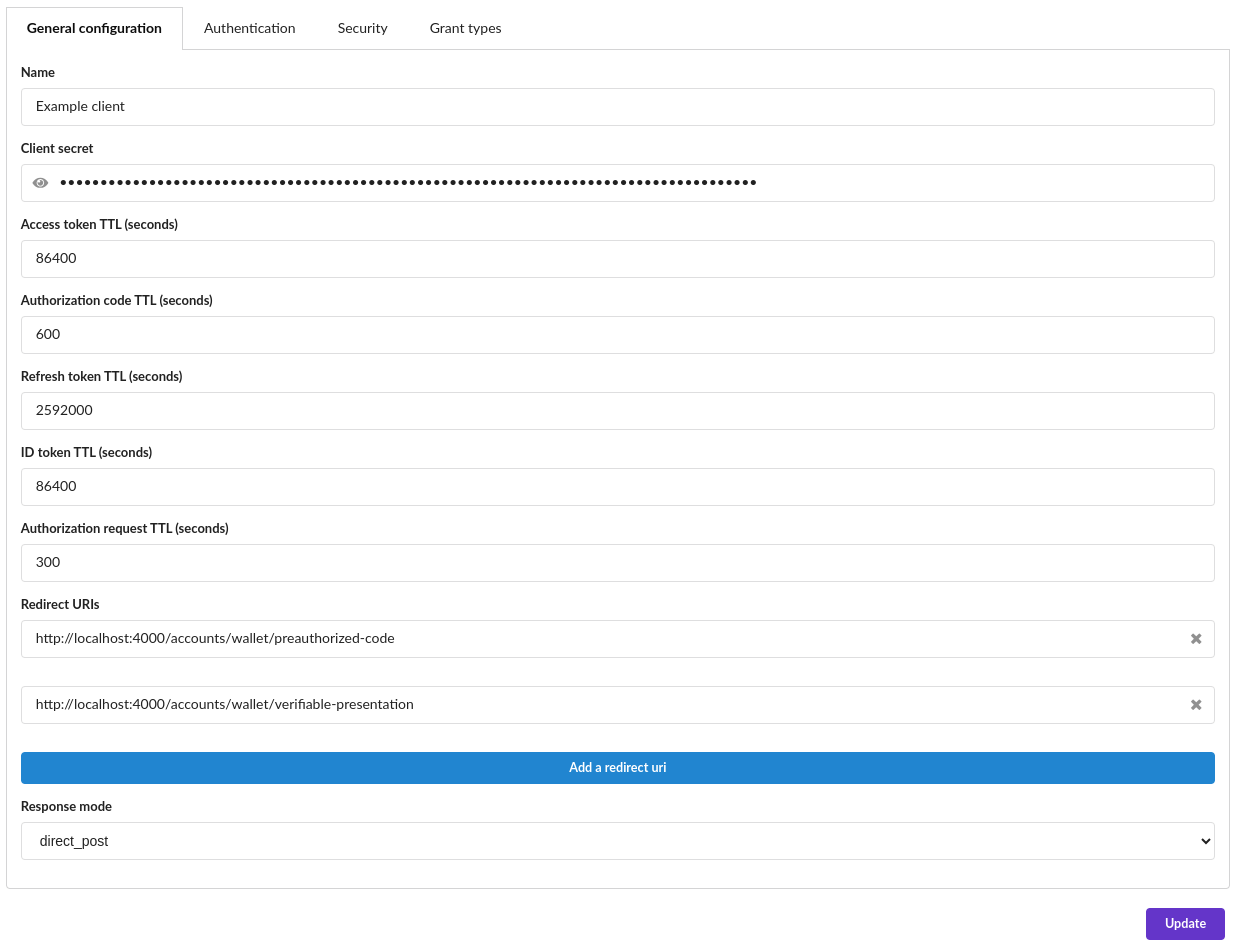 General configuration
Authentication
Security
Grant types
Name
Example client
Client secret
••••••••••••••••••••••••••••••••••••••••••••••••••••••••••••••••••••••••••••••••••••••
Access token TTL (seconds)
86400
Authorization code TTL (seconds)
600
Refresh token TTL (seconds)
2592000
ID token TTL (seconds)
86400
Authorization request TTL (seconds)
300
Redirect URIs
http://localhost:4000/accounts/wallet/preauthorized-code
http://localhost:4000/accounts/wallet/verifiable-presentation
Add a redirect uri
Response mode
direct_post
Update